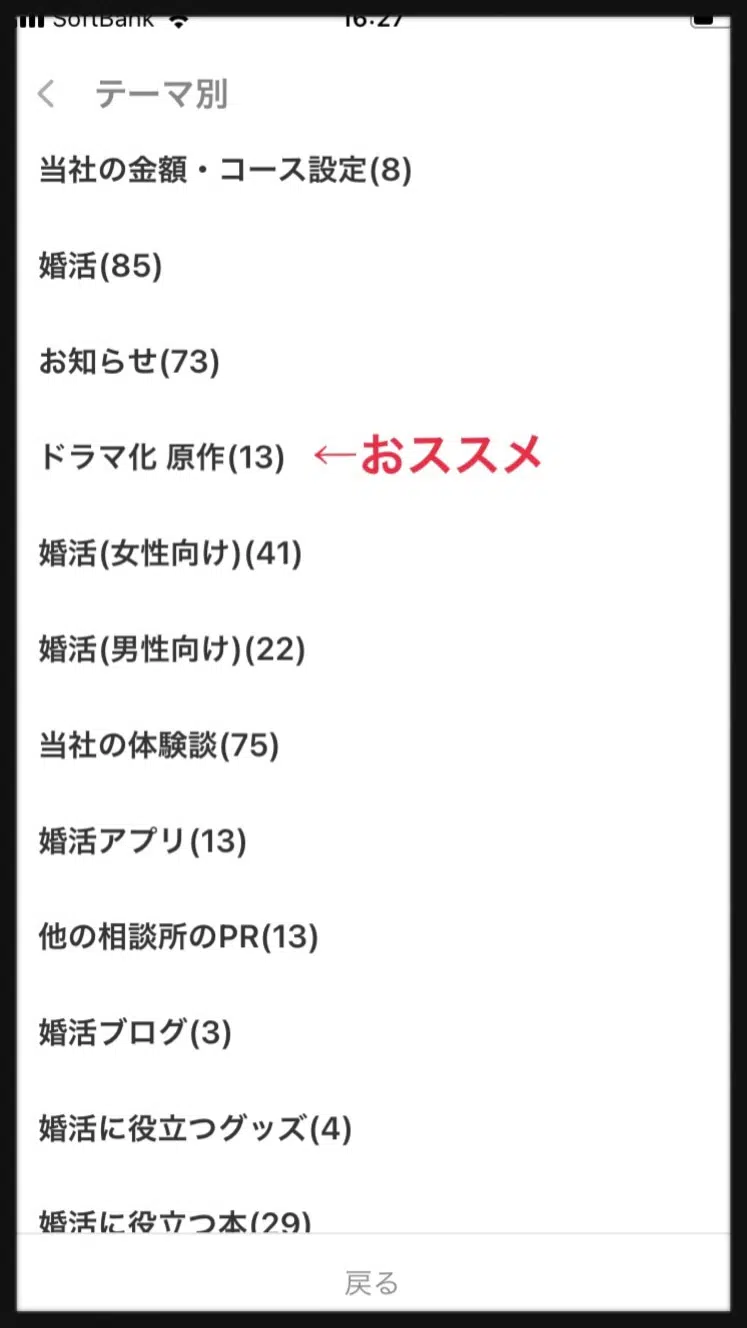 SoftBank 16:27
テーマ別
当社の金額・コース設定(8)
婚活(85)
お知らせ(73)
ドラマ化 原作(13) ←おススメ
婚活(女性向け)(41)
婚活(男性向け)(22)
当社の体験談(75)
婚活アプリ(13)
他の相談所のPR(13)
婚活ブログ(3)
婚活に役立つグッズ(4)
婚活に役立つ本(29)
戻る